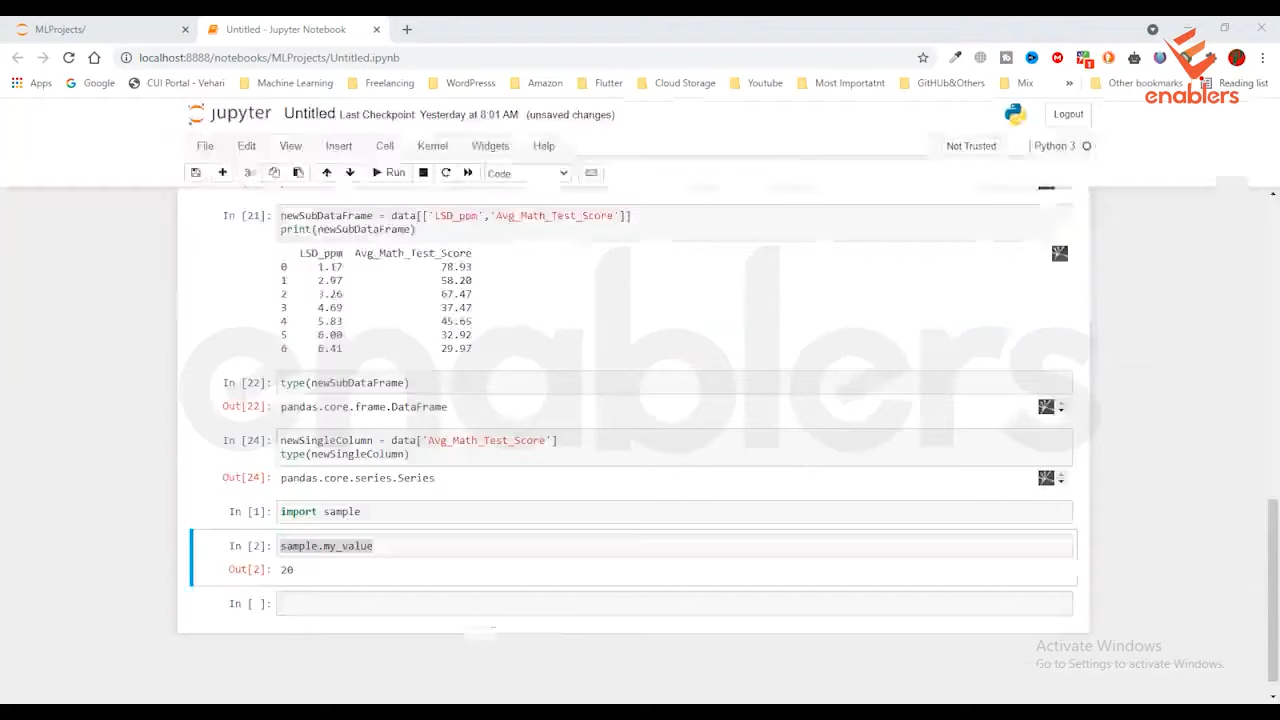 MLProjects/
Untitled - Jupyter Notebook
localhost:8888/notebooks/MLProjects/Untitled.ipynb
Apps
Google
CUI Portal - Vehari
Machine Learning
Freelancing
WordPresss
Amazon
Flutter
Cloud Storage
Youtube
Most Importatnt
GitHUb&Others
Mix
»
Other bookmarks
Reading list
enablers
jupyter Untitled Last Checkpoint: Yesterday at 8:01 AM (unsaved changes)
Logout
File Edit View Insert Cell Kernel Widgets Help
Not Trusted
Python 3
Run
Code
In [21]: newSubDataFrame = data[['LSD_ppm','Avg_Math_Test_Score']]
print(newSubDataFrame)
LSD_ppm Avg_Math_Test_Score
0 1.17 78.93
1 2.97 58.20
2 3.26 67.47
3 4.69 37.47
4 5.83 45.65
5 6.00 32.92
6 6.41 29.97
enablers
In [22]: type(newSubDataFrame)
Out[22]: pandas.core.frame.DataFrame
In [24]: newSingleColumn = data['Avg_Math_Test_Score']
type(newSingleColumn)
Out[24]: pandas.core.series.Series
In [1]: import sample
In [2]: sample.my_value
Out[2]: 20
In [ ]:
Activate Windows
Go to Settings to activate Windows.